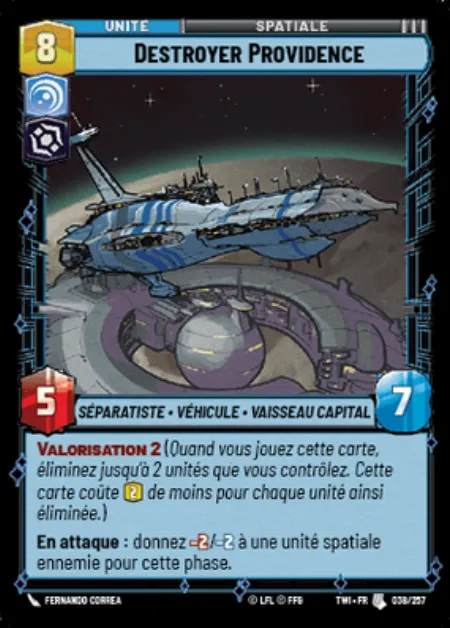 UNITÉ
SPATIALE
8
DESTROYER PROVIDENCE
5
SÉPARATISTE • VÉHICULE • VAISSEAU CAPITAL
7
VALORISATION 2 (Quand vous jouez cette carte,
éliminez jusqu'à 2 unités que vous contrôlez. Cette
carte coûte 2 de moins pour chaque unité ainsi
éliminée.)
En attaque : donnez -2/-2 à une unité spatiale
ennemie pour cette phase.
FERNANDO CORREA
© LFL © FFG
TWI • FR
038/257